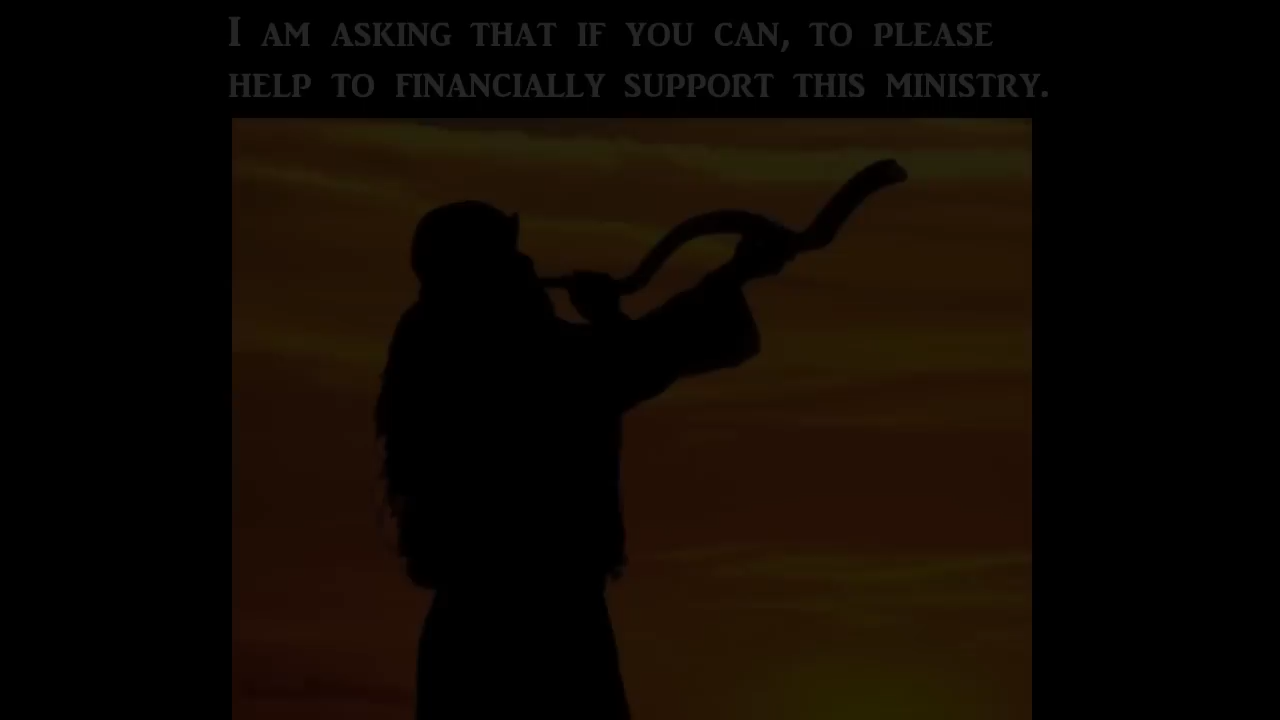 I am asking that if you can, to please
help to financially support this ministry.